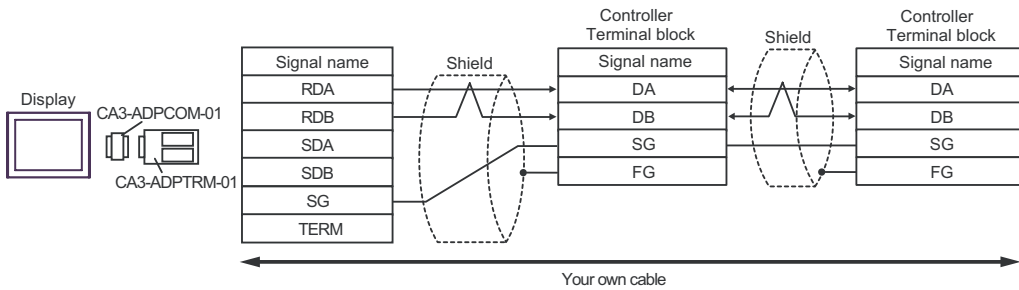 Display
CA3-ADPCOM-01
CA3-ADPTRM-01
Signal name
RDA
RDB
SDA
SDB
SG
TERM
Shield
Controller
Terminal block
Signal name
DA
DB
SG
FG
Shield
Controller
Terminal block
Signal name
DA
DB
SG
FG
Your own cable